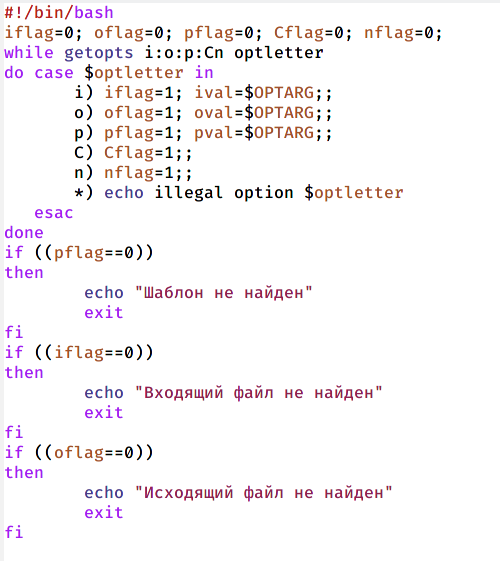 #!/bin/bash
iflag=0; oflag=0; pflag=0; Cflag=0; nflag=0;
while getopts i:o:p:Cn optletter
do case $optletter in
       i) iflag=1; ival=$OPTARG;;
       o) oflag=1; oval=$OPTARG;;
       p) pflag=1; pval=$OPTARG;;
       C) Cflag=1;;
       n) nflag=1;;
       *) echo illegal option $optletter
   esac
done
if ((pflag==0))
then
        echo "Шаблон не найден"
        exit
fi
if ((iflag==0))
then
        echo "Входящий файл не найден"
        exit
fi
if ((oflag==0))
then
        echo "Исходящий файл не найден"
        exit
fi